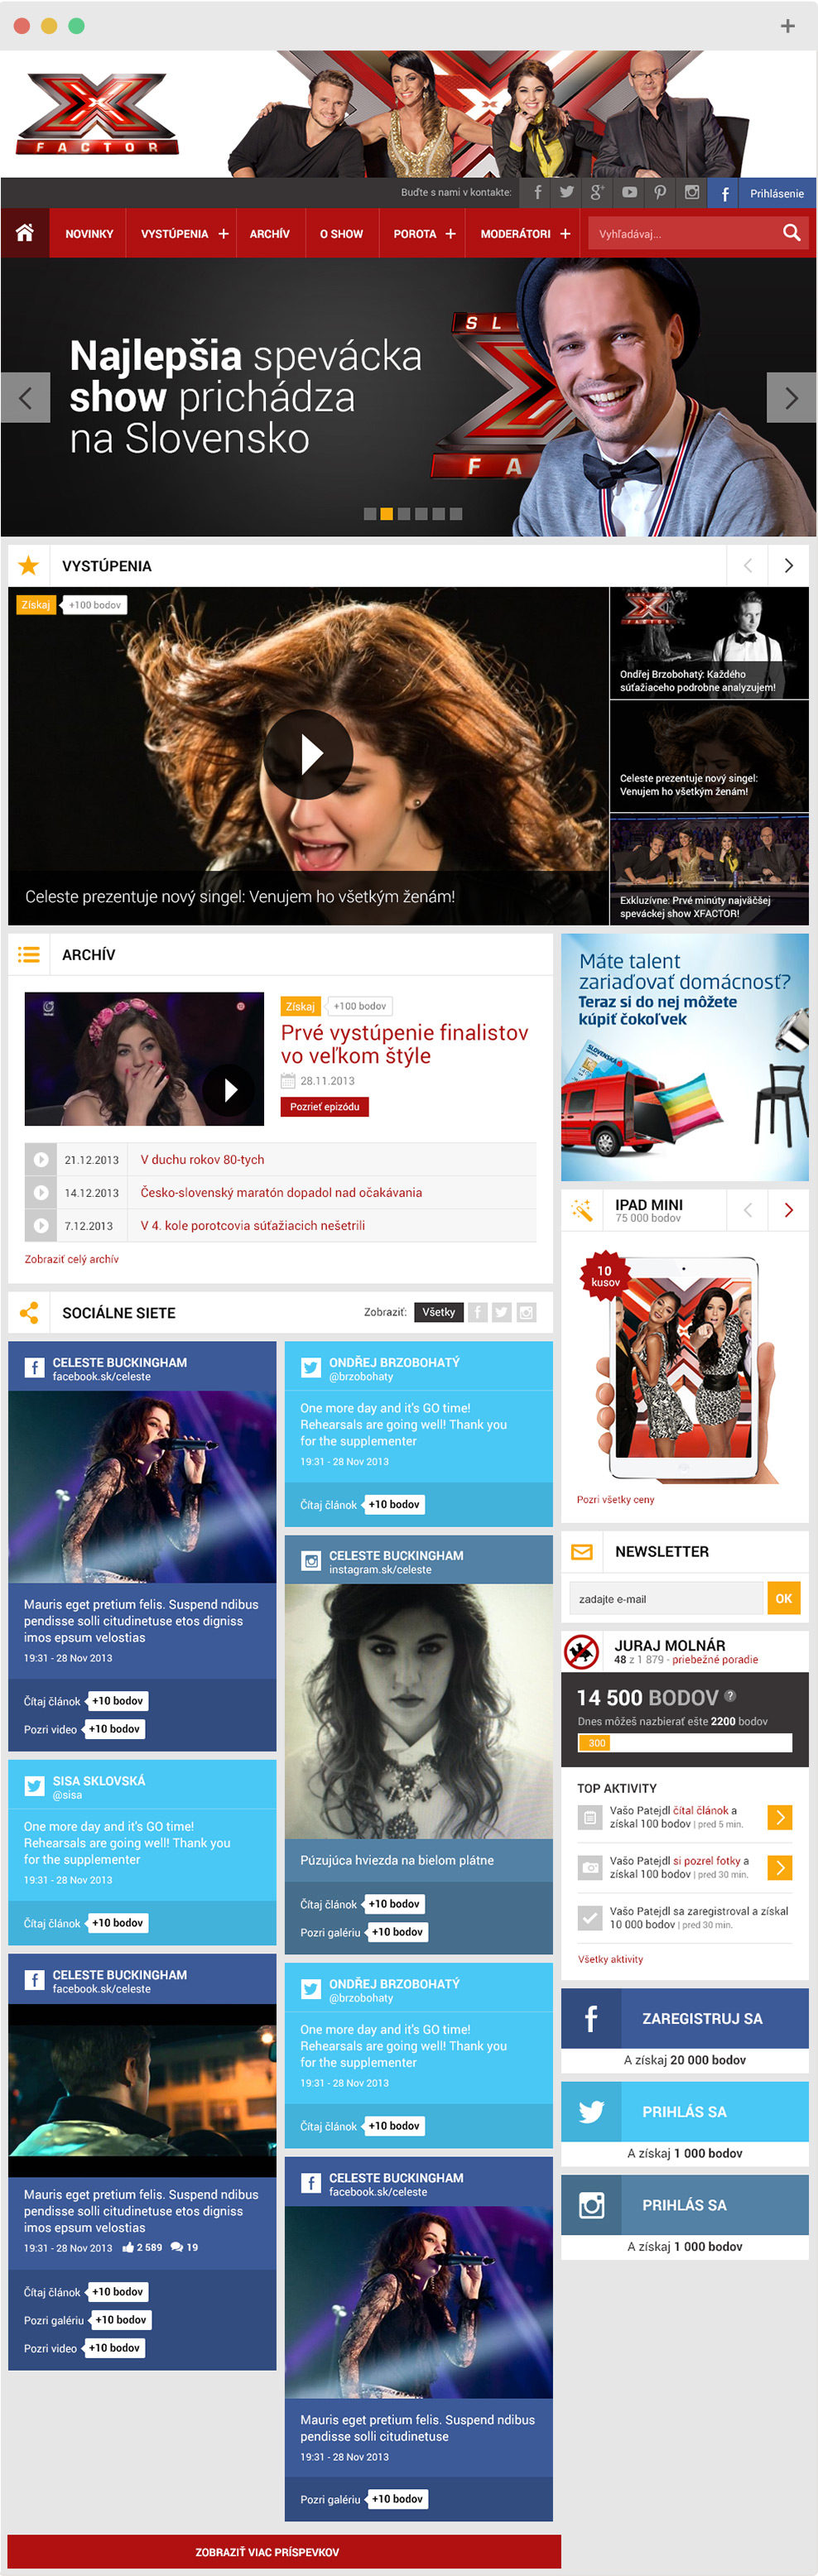 X
FACTOR
Buďte s nami v kontakte:
Prihlásenie
NOVINKY
VYSTÚPENIA
ARCHÍV
O SHOW
POROTA
MODERÁTORI
Vyhľadávaj...
Najlepšia spevácka
show prichádza
na Slovensko
VYSTÚPENIA
Získaj
+100 bodov
Celeste prezentuje nový singel: Venujem ho všetkým ženám!
Ondřej Brzobohatý: Každého
súťažiaceho podrobne analyzujem!
Celeste prezentuje nový singel:
Venujem ho všetkým ženám!
Exkluzívne: Prvé minúty najväčšej
speváckej show XFACTOR!
ARCHÍV
Získaj
+100 bodov
Prvé vystúpenie finalistov
vo veľkom štýle
28.11.2013
Pozrieť epizódu
21.12.2013
V duchu rokov 80-tych
14.12.2013
Česko-slovenský maratón dopadol nad očakávania
7.12.2013
V 4. kole porotcovia súťažiacich nešetrili
Zobraziť celý archív
Máte talent
zariaďovať domácnosť?
Teraz si do nej môžete
kúpiť čokoľvek
IPAD MINI
75 000 bodov
10
kusov
Pozri všetky ceny
NEWSLETTER
zadajte e-mail
OK
JURAJ MOLNÁR
48 z 1 879 - priebežné poradie
14 500 BODOV ?
Dnes môžeš nazbierať ešte 2200 bodov
300
TOP AKTIVITY
Vašo Patejdl čítal článok a
získal 100 bodov | pred 5 min.
Vašo Patejdl si pozrel fotky a
získal 100 bodov | pred 30 min.
Vašo Patejdl sa zaregistroval a získal
10 000 bodov | pred 30 min.
Všetky aktivity
ZAREGISTRUJ SA
A získaj 20 000 bodov
PRIHLÁS SA
A získaj 1 000 bodov
PRIHLÁS SA
A získaj 1 000 bodov
SOCIÁLNE SIETE
Zobraziť:
Všetky
CELESTE BUCKINGHAM
facebook.sk/celeste
Mauris eget pretium felis. Suspend ndibus
pendisse solli citudinetuse etos digniss
imos epsum velostias
19:31 - 28 Nov 2013
Čítaj článok
+10 bodov
Pozri video
+10 bodov
SISA SKLOVSKÁ
@sisa
One more day and it's GO time!
Rehearsals are going well! Thank you
for the supplementer
19:31 - 28 Nov 2013
Čítaj článok
+10 bodov
CELESTE BUCKINGHAM
facebook.sk/celeste
Mauris eget pretium felis. Suspend ndibus
pendisse solli citudinetuse etos digniss
imos epsum velostias
19:31 - 28 Nov 2013
2 589
19
Čítaj článok
+10 bodov
Pozri galériu
+10 bodov
Pozri video
+10 bodov
ONDŘEJ BRZOBOHATÝ
@brzobohaty
One more day and it's GO time!
Rehearsals are going well! Thank you
for the supplementer
19:31 - 28 Nov 2013
Čítaj článok
+10 bodov
CELESTE BUCKINGHAM
instagram.sk/celeste
Púzujúca hviezda na bielom plátne
Čítaj článok
+10 bodov
Pozri galériu
+10 bodov
ONDŘEJ BRZOBOHATÝ
@brzobohaty
One more day and it's GO time!
Rehearsals are going well! Thank you
for the supplementer
19:31 - 28 Nov 2013
Čítaj článok
+10 bodov
CELESTE BUCKINGHAM
facebook.sk/celeste
Mauris eget pretium felis. Suspend ndibus
pendisse solli citudinetuse
19:31 - 28 Nov 2013
Pozri galériu
+10 bodov
ZOBRAZIŤ VIAC PRÍSPEVKOV